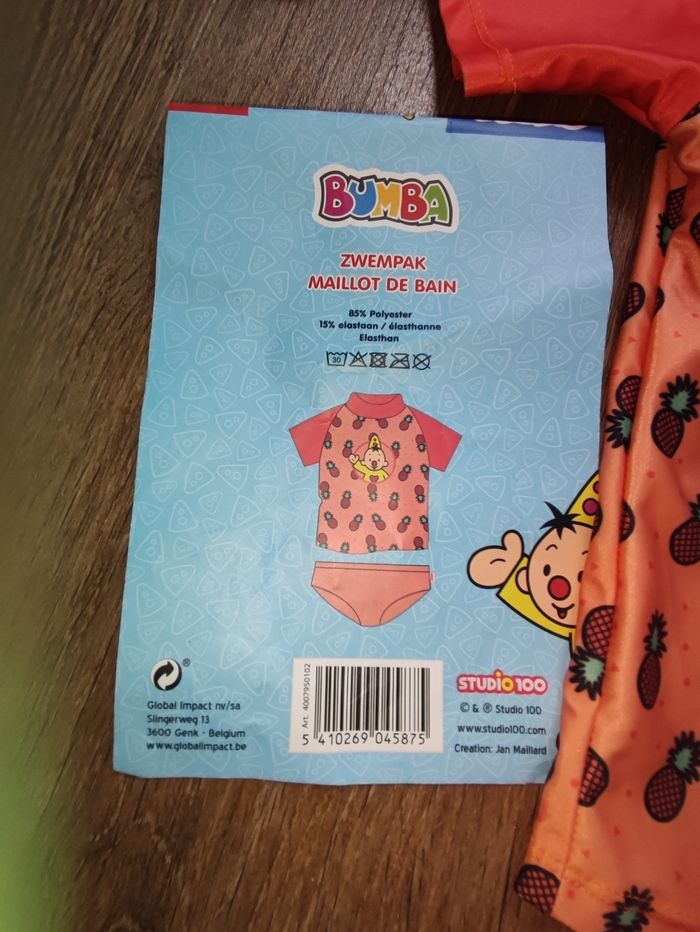 BUMBA
ZWEMPAK
MAILLOT DE BAIN
85% Polyester
15% elastaan / élasthanne
Elasthan
30
®
Global Impact nv/sa
Slingerweg 13
3600 Genk - Belgium
www.globalimpact.be
Art. 4007950102
5 410269 045875
STUDIO 100
© & ® Studio 100
www.studio100.com
Creation: Jan Maillard